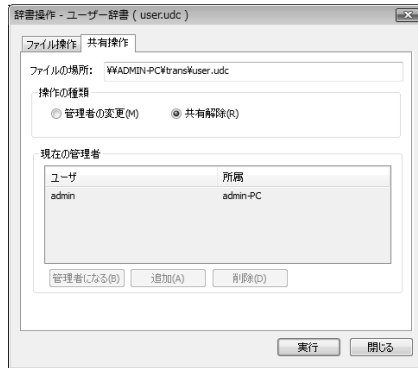 辞書操作 - ユーザー辞書 ( user.udc )
ファイル操作 共有操作
ファイルの場所: ¥¥ADMIN-PC¥trans¥user.udc
操作の種類
管理者の変更(M) 共有解除(R)
現在の管理者
ユーザ 所属
admin admin-PC
管理者になる(B) 追加(A) 削除(D)
実行 閉じる